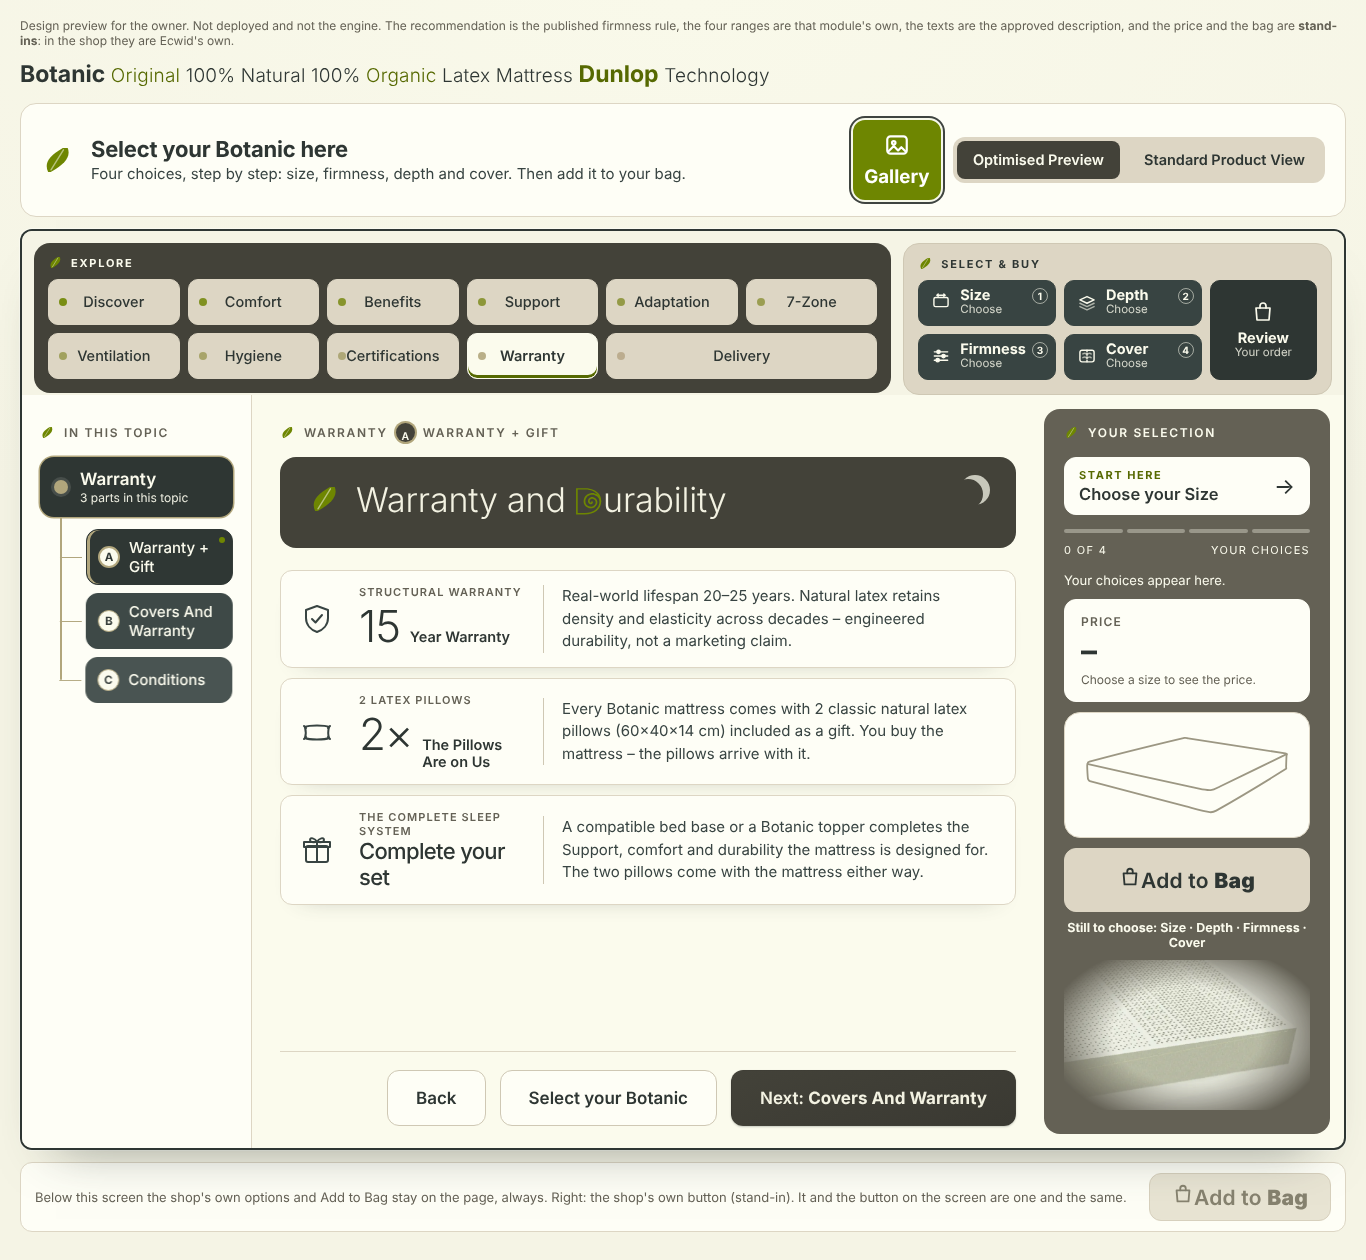 Design preview for the owner. Not deployed and not the engine. The recommendation is the published firmness rule, the four ranges are that module's own, the texts are the approved description, and the price and the bag are stand-
ins: in the shop they are Ecwid's own.
Botanic Original 100% Natural 100% Organic Latex Mattress Dunlop Technology
Select your Botanic here
Four choices, step by step: size, firmness, depth and cover. Then add it to your bag.
Gallery
Optimised Preview
Standard Product View
EXPLORE
Discover
Comfort
Benefits
Support
Adaptation
7-Zone
Ventilation
Hygiene
Certifications
Warranty
Delivery
SELECT & BUY
Size
Choose
1
Depth
Choose
2
Firmness
Choose
3
Cover
Choose
4
Review
Your order
IN THIS TOPIC
Warranty
3 parts in this topic
A
Warranty +
Gift
B
Covers And
Warranty
C
Conditions
WARRANTY A WARRANTY + GIFT
Warranty and Durability
STRUCTURAL WARRANTY
15 Year Warranty
Real-world lifespan 20–25 years. Natural latex retains
density and elasticity across decades – engineered
durability, not a marketing claim.
2 LATEX PILLOWS
2× The Pillows
Are on Us
Every Botanic mattress comes with 2 classic natural latex
pillows (60×40×14 cm) included as a gift. You buy the
mattress – the pillows arrive with it.
THE COMPLETE SLEEP
SYSTEM
Complete your
set
A compatible bed base or a Botanic topper completes the
Support, comfort and durability the mattress is designed for.
The two pillows come with the mattress either way.
Back
Select your Botanic
Next: Covers And Warranty
YOUR SELECTION
START HERE
Choose your Size
0 OF 4
YOUR CHOICES
Your choices appear here.
PRICE
–
Choose a size to see the price.
Add to Bag
Still to choose: Size · Depth · Firmness ·
Cover
Below this screen the shop's own options and Add to Bag stay on the page, always. Right: the shop's own button (stand-in). It and the button on the screen are one and the same.
Add to Bag